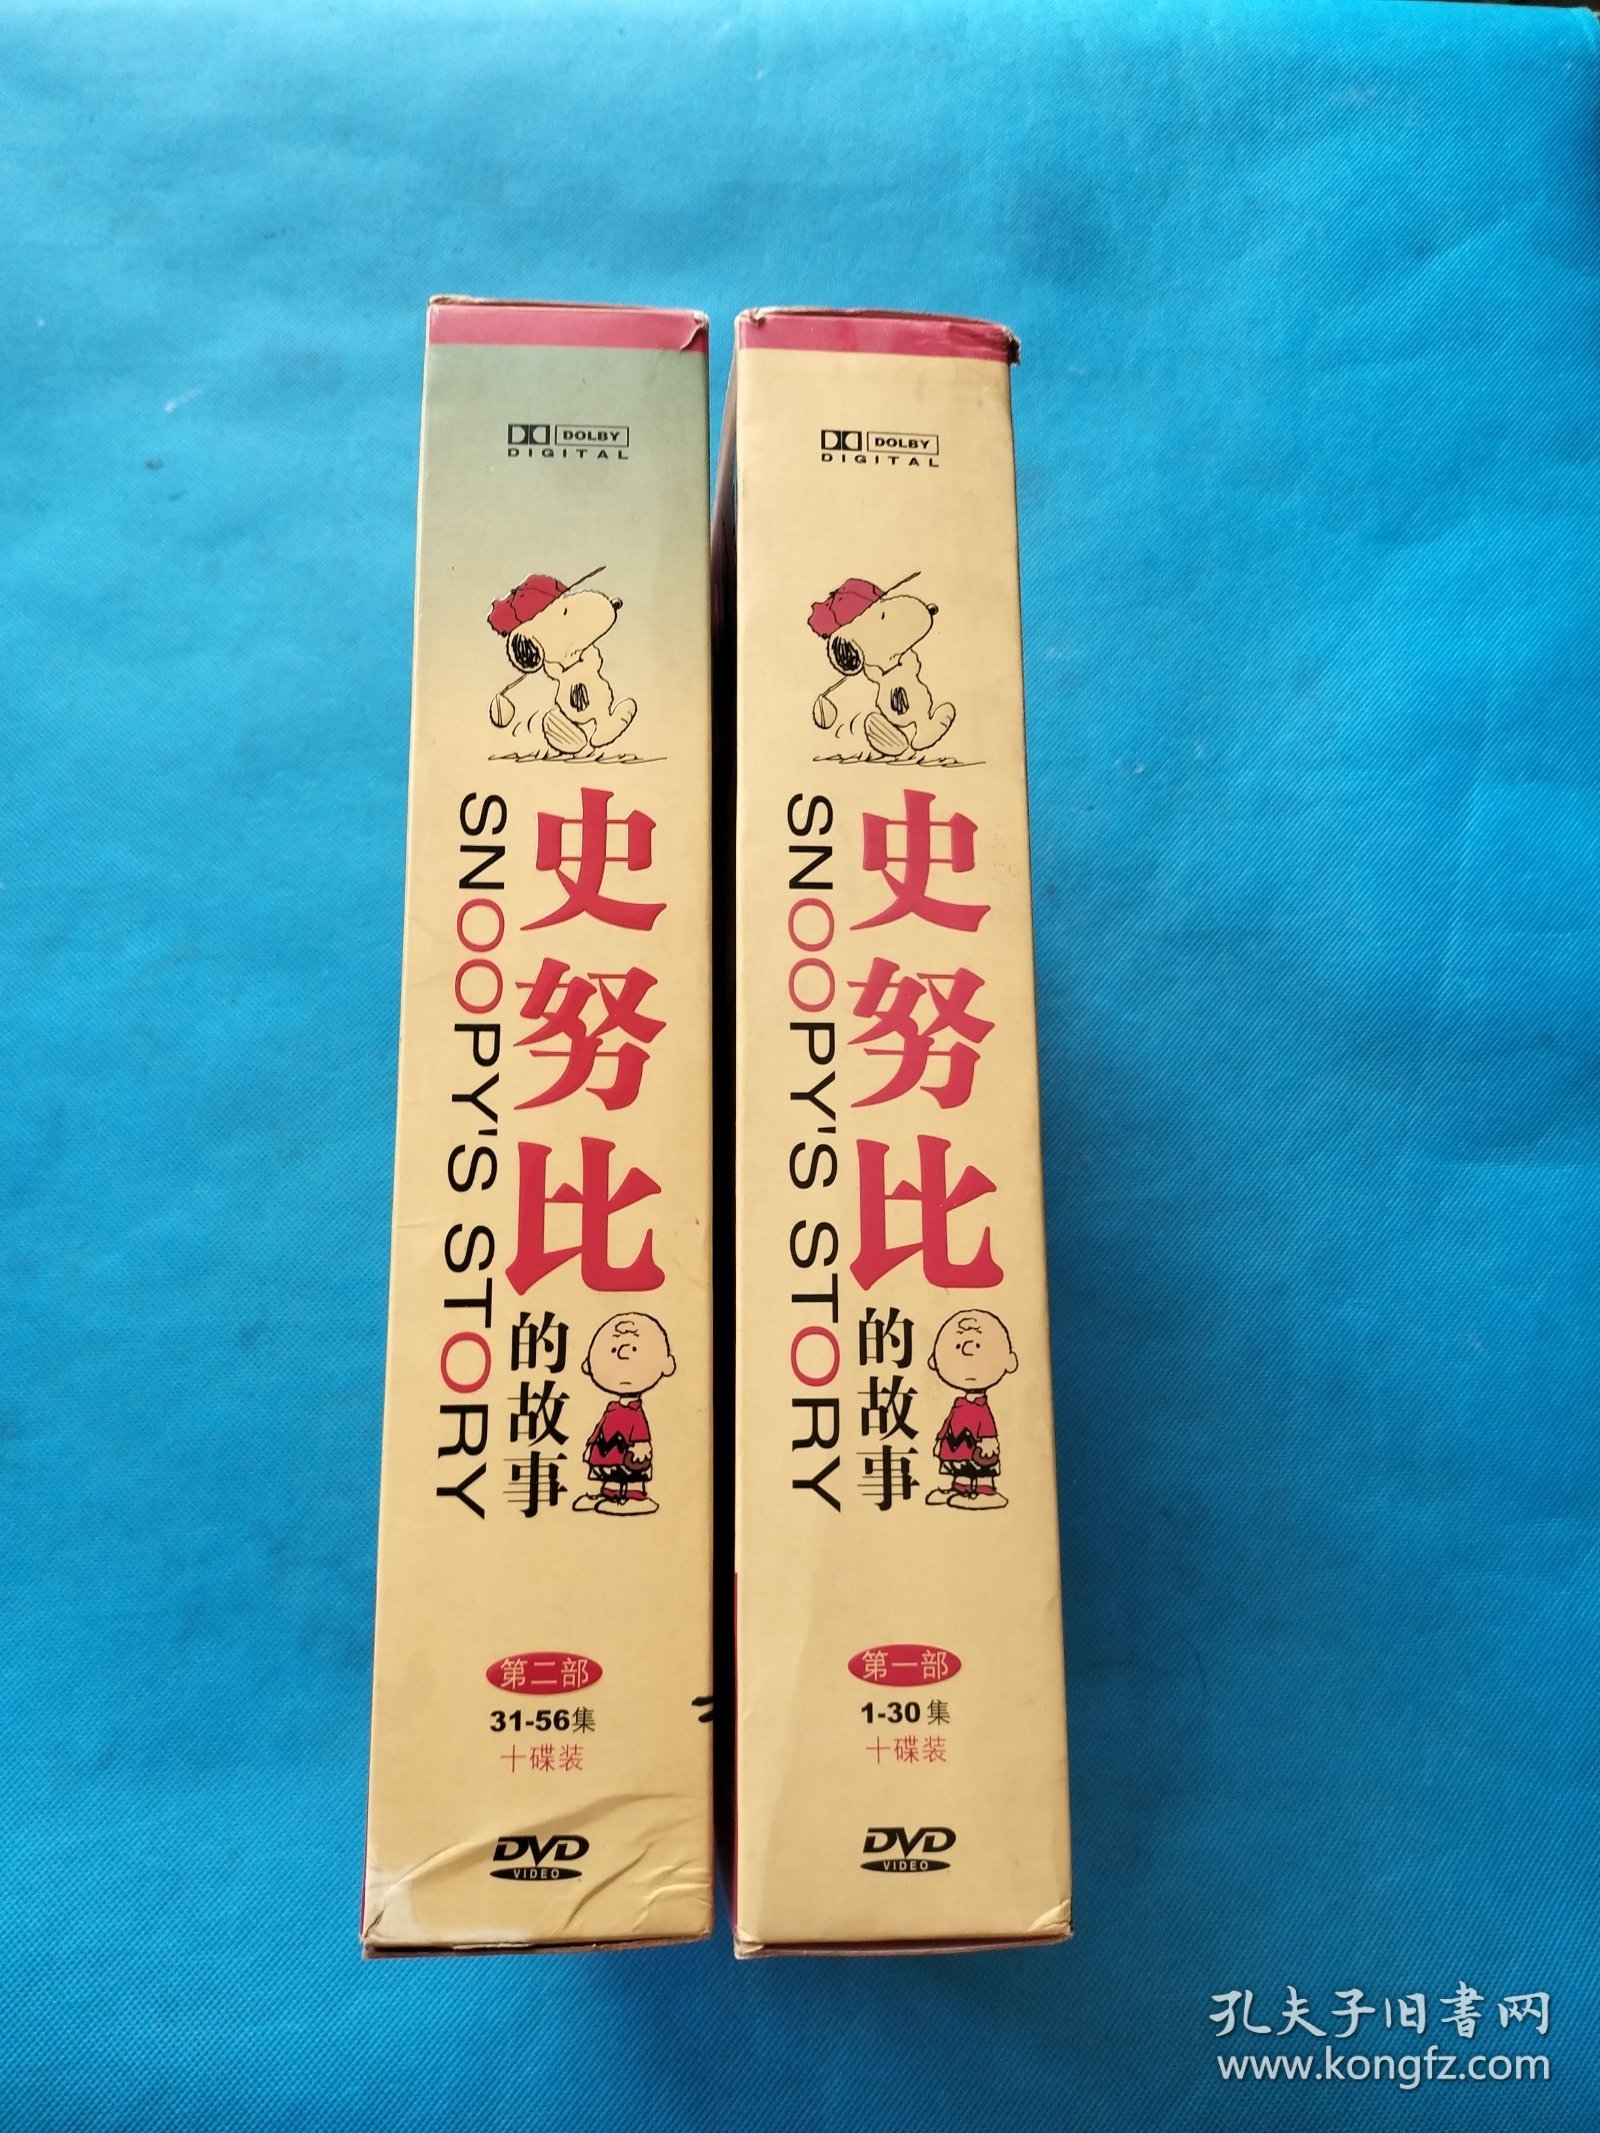 DOLBY
DIGITAL
史努比
的故事
SNOOPY'S STORY
第二部
31-56集
十碟装
DVD
VIDEO
DOLBY
DIGITAL
史努比
的故事
SNOOPY'S STORY
第一部
1-30集
十碟装
DVD
VIDEO
孔夫子旧书网
www.kongfz.com